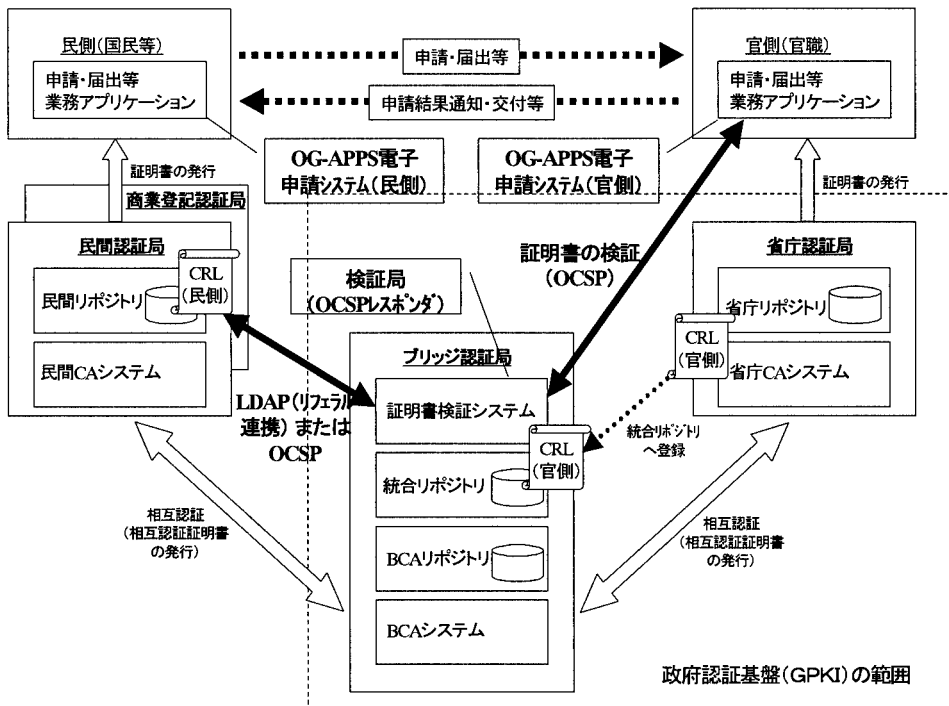 民側(国民等)
申請・届出等
業務アプリケーション
申請・届出等
申請結果通知・交付等
官側(官職)
申請・届出等
業務アプリケーション
OG-APPS電子
申請システム(民側)
OG-APPS電子
申請システム(官側)
証明書の発行
証明書の発行
商業登記認証局
民間認証局
民間リポジトリ
CRL
(民側)
民間CAシステム
検証局
(OCSPレスポンダ)
証明書の検証
(OCSP)
省庁認証局
省庁リポジトリ
CRL
(官側)
省庁CAシステム
LDAP(リフェラル
連携)または
OCSP
ブリッジ認証局
証明書検証システム
CRL
(官側)
統合リポジトリ
BCAリポジトリ
BCAシステム
統合リポジトリ
へ登録
相互認証
(相互認証証明書
の発行)
相互認証
(相互認証証明書
の発行)
政府認証基盤(GPKI)の範囲